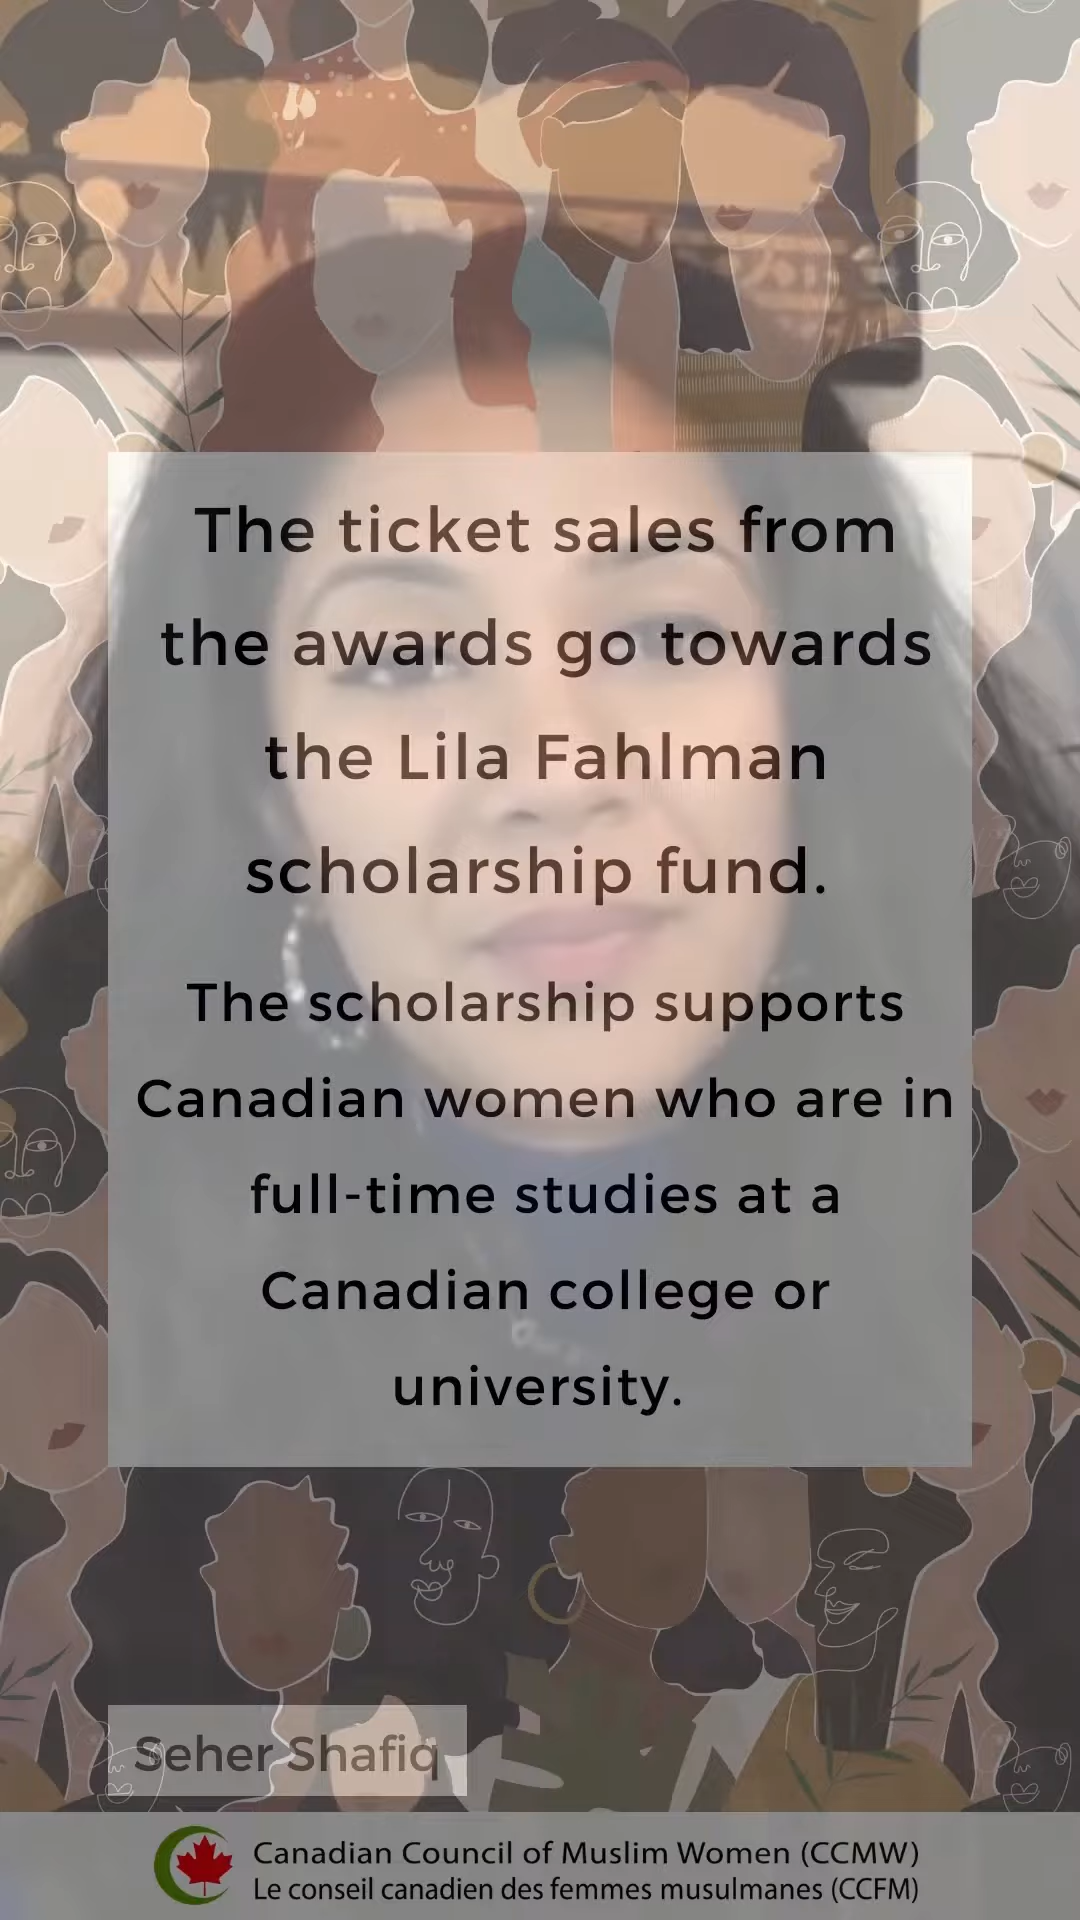 The ticket sales from
the awards go towards
the Lila Fahlman
scholarship fund.
The scholarship supports
Canadian women who are in
full-time studies at a
Canadian college or
university.
Seher Shafiq
Canadian Council of Muslim Women (CCMW)
Le conseil canadien des femmes musulmanes (CCFM)